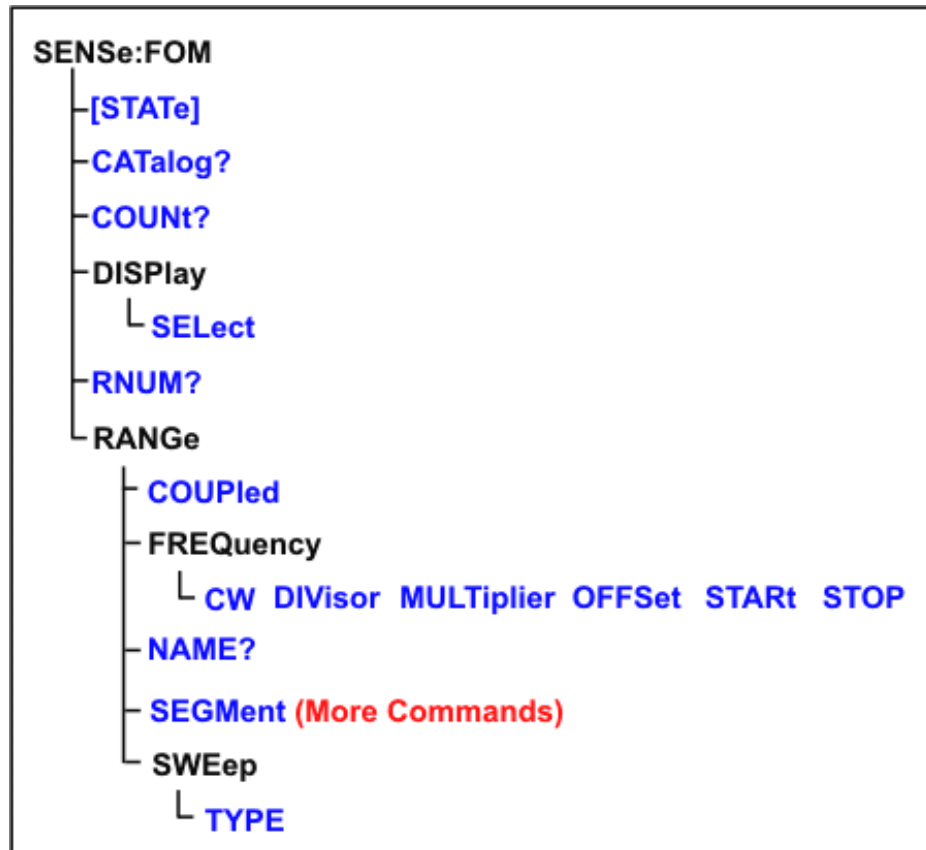 SENSe:FOM
[STATe]
CATalog?
COUNt?
DISPlay
SELect
RNUM?
RANGe
COUPled
FREQuency
CW DIVisor MULTiplier OFFSet STARt STOP
NAME?
SEGMent (More Commands)
SWEep
TYPE